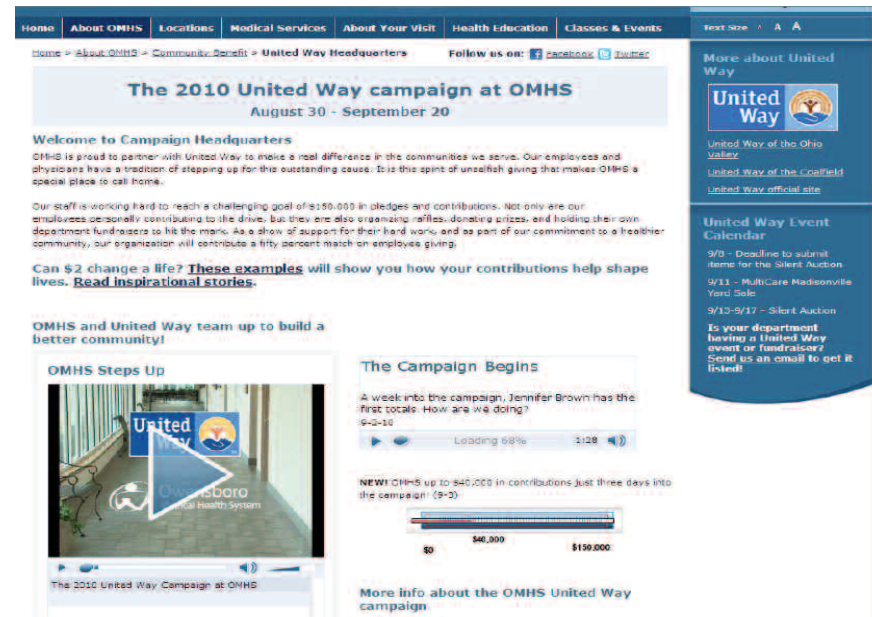 Home About OMHS Locations Medical Services About Your Visit Health Education Classes & Events
Text Size A A A
Home > About OMHS > Community Benefit > United Way Headquarters
Follow us on: Facebook Twitter
The 2010 United Way campaign at OMHS
August 30 - September 20
Welcome to Campaign Headquarters
OMHS is proud to partner with United Way to make a real difference in the communities we serve. Our employees and
physicians have a tradition of stepping up for this outstanding cause. It is this spirit of unselfish giving that makes OMHS a
special place to call home.
Our staff is working hard to reach a challenging goal of $150,000 in pledges and contributions. Not only are our
employees personally contributing to the drive, but they are also organizing raffles, donating prizes, and holding their own
department fundraisers to hit the mark. As a show of support for their hard work, and as part of our commitment to a healthier
community, our organization will contribute a fifty percent match on employee giving.
Can $2 change a life? These examples will show you how your contributions help shape
lives. Read inspirational stories.
OMHS and United Way team up to build a
better community!
OMHS Steps Up
United
Way
Owensboro
Medical Health System
The 2010 United Way Campaign at OMHS
The Campaign Begins
A week into the campaign, Jennifer Brown has the
first totals. How are we doing?
9-2-10
Loading 68% 1:28
NEW! OMHS up to $40,000 in contributions just three days into
the campaign! (9-3)
$0 $40,000 $150,000
More info about the OMHS United Way
campaign
More about United
Way
United
Way
United Way of the Ohio
Valley
United Way of the Coalfield
United Way official site
United Way Event
Calendar
9/8 - Deadline to submit
items for the Silent Auction
9/11 - MultiCare Madisonville
Yard Sale
9/13-9/17 - Silent Auction
Is your department
having a United Way
event or fundraiser?
Send us an email to get it
listed!